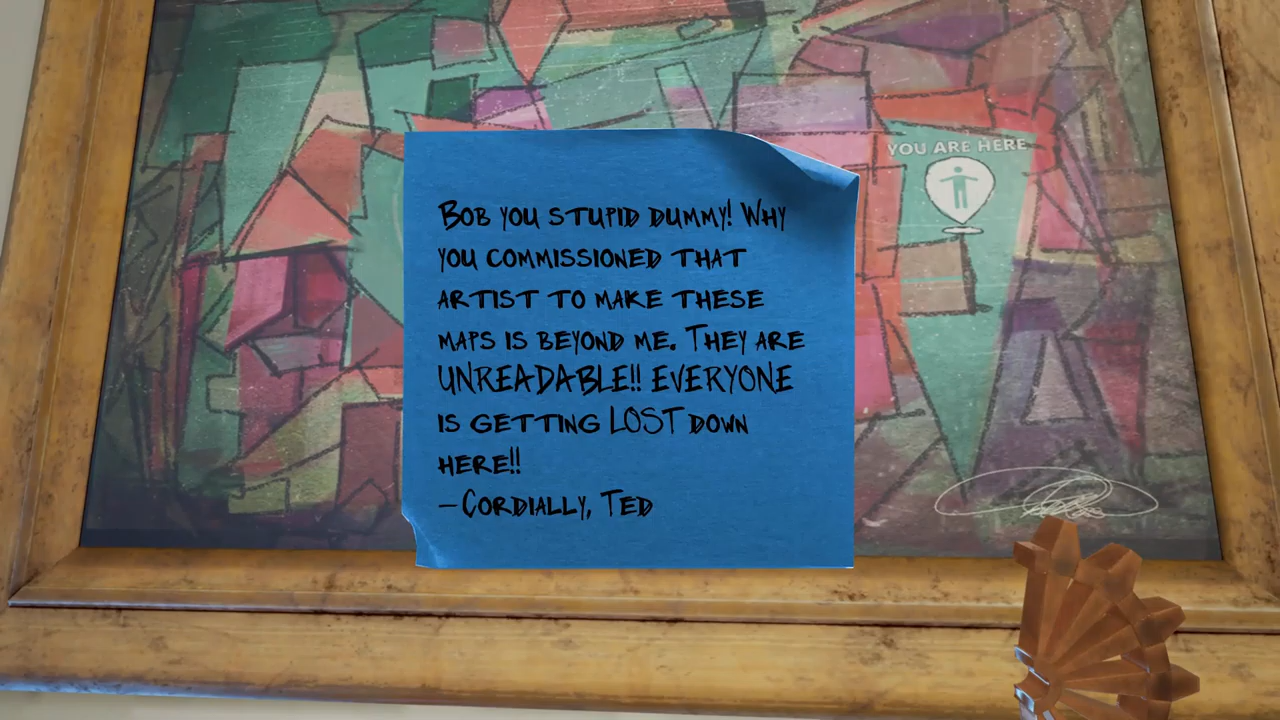 YOU ARE HERE
BOB YOU STUPID DUMMY! WHY
YOU COMMISSIONED THAT
ARTIST TO MAKE THESE
MAPS IS BEYOND ME. THEY ARE
UNREADABLE!! EVERYONE
IS GETTING LOST DOWN
HERE!!
–CORDIALLY, TED